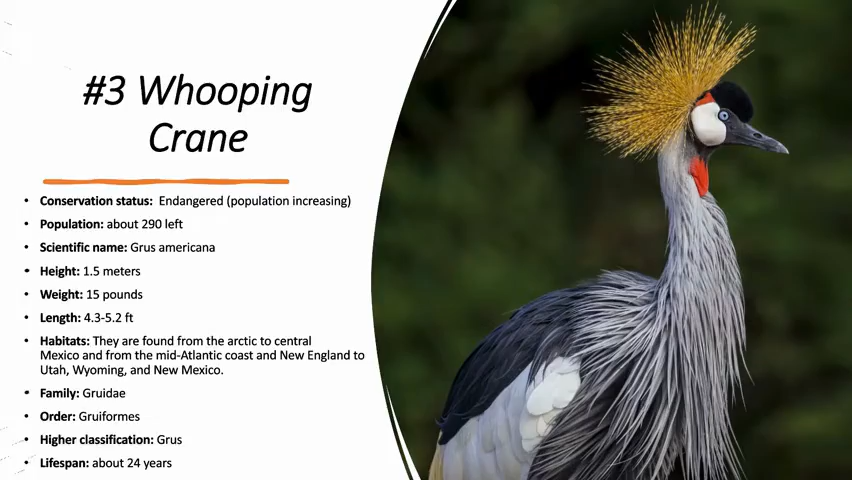 #3 Whooping
Crane
• Conservation status: Endangered (population increasing)
• Population: about 290 left
• Scientific name: Grus americana
• Height: 1.5 meters
• Weight: 15 pounds
• Length: 4.3-5.2 ft
• Habitats: They are found from the arctic to central
Mexico and from the mid-Atlantic coast and New England to
Utah, Wyoming, and New Mexico.
• Family: Gruidae
• Order: Gruiformes
• Higher classification: Grus
• Lifespan: about 24 years